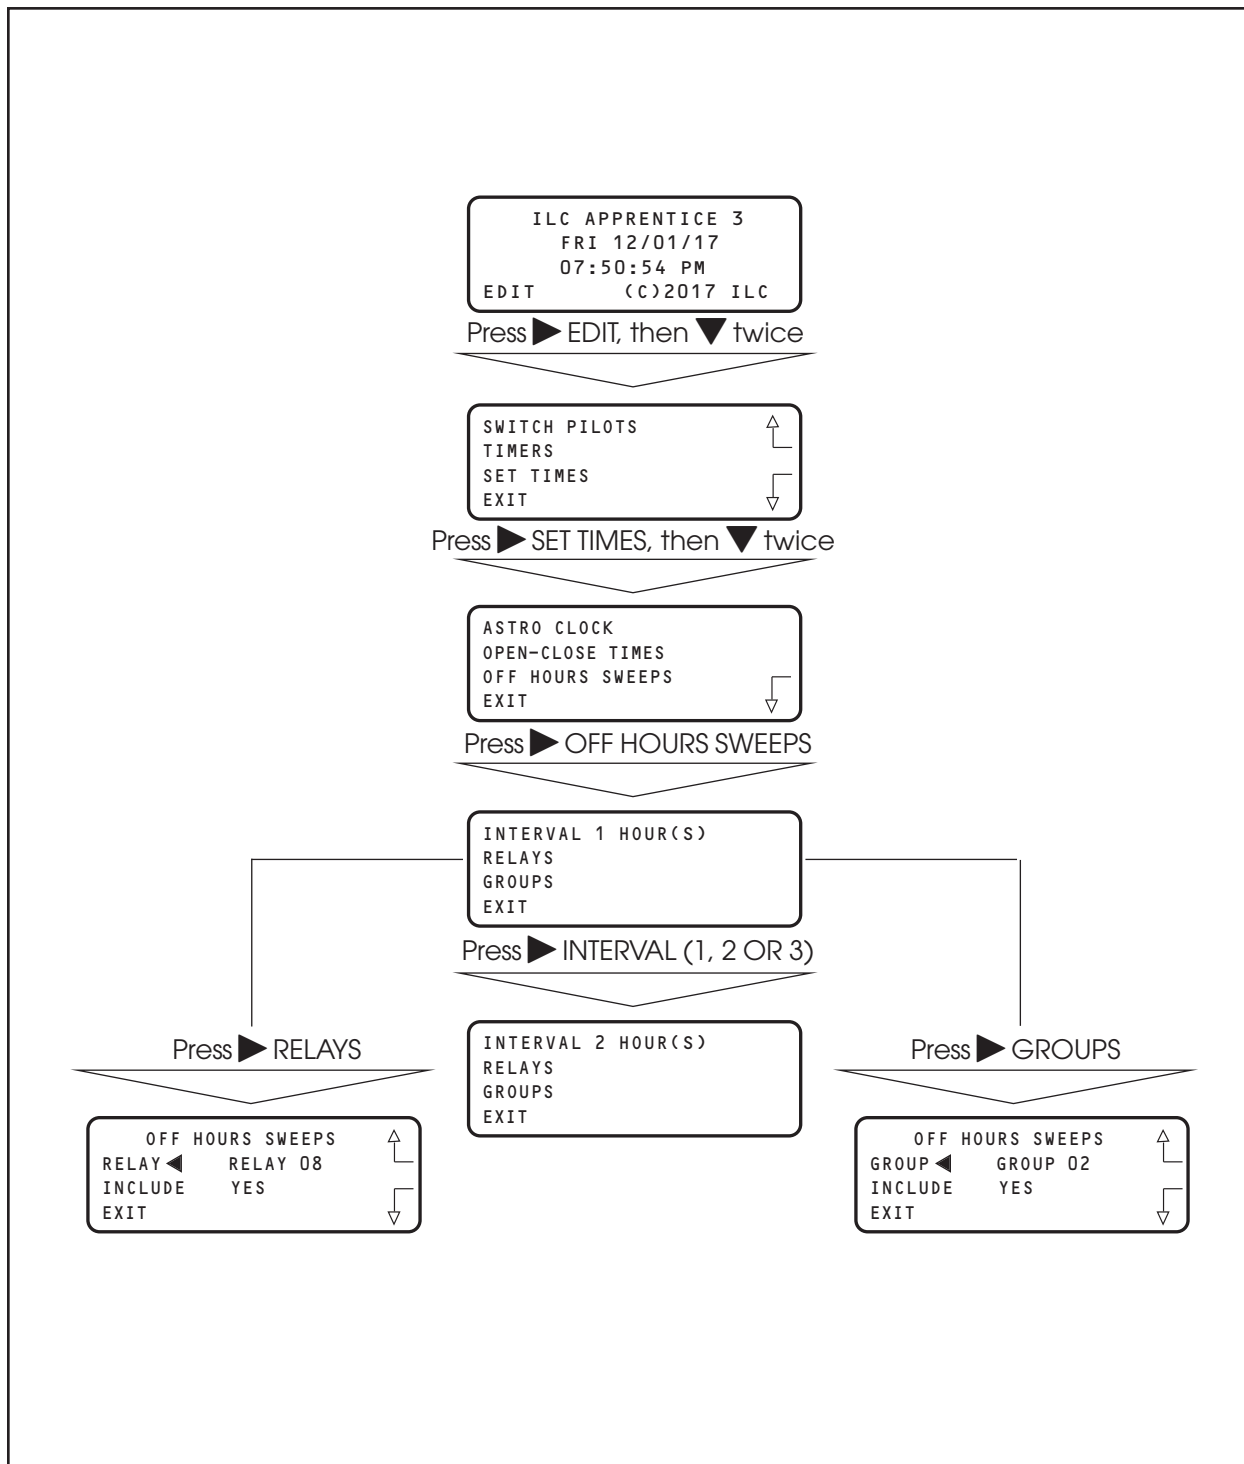 ILC APPRENTICE 3
FRI 12/01/17
07:50:54 PM
EDIT (C)2017 ILC
Press ▶ EDIT, then ▼ twice
SWITCH PILOTS
TIMERS
SET TIMES
EXIT
Press ▶ SET TIMES, then ▼ twice
ASTRO CLOCK
OPEN-CLOSE TIMES
OFF HOURS SWEEPS
EXIT
Press ▶ OFF HOURS SWEEPS
INTERVAL 1 HOUR(S)
RELAYS
GROUPS
EXIT
Press ▶ INTERVAL (1, 2 OR 3)
INTERVAL 2 HOUR(S)
RELAYS
GROUPS
EXIT
Press ▶ RELAYS
OFF HOURS SWEEPS
RELAY ◀ RELAY 08
INCLUDE YES
EXIT
Press ▶ GROUPS
OFF HOURS SWEEPS
GROUP ◀ GROUP 02
INCLUDE YES
EXIT